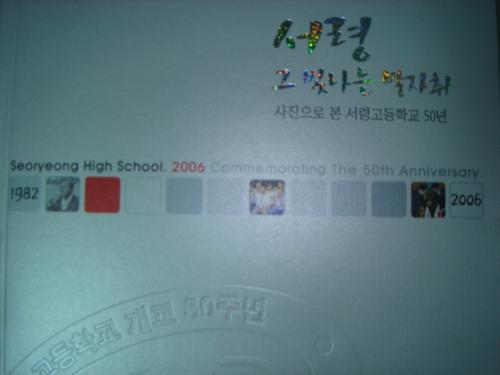 서령
그 빛나는 발자취
사진으로 본 서령고등학교 50년
Seoryeong High School. 2006 Commemorating The 50th Anniversary
1982 2006
고등학교 개교 50주년